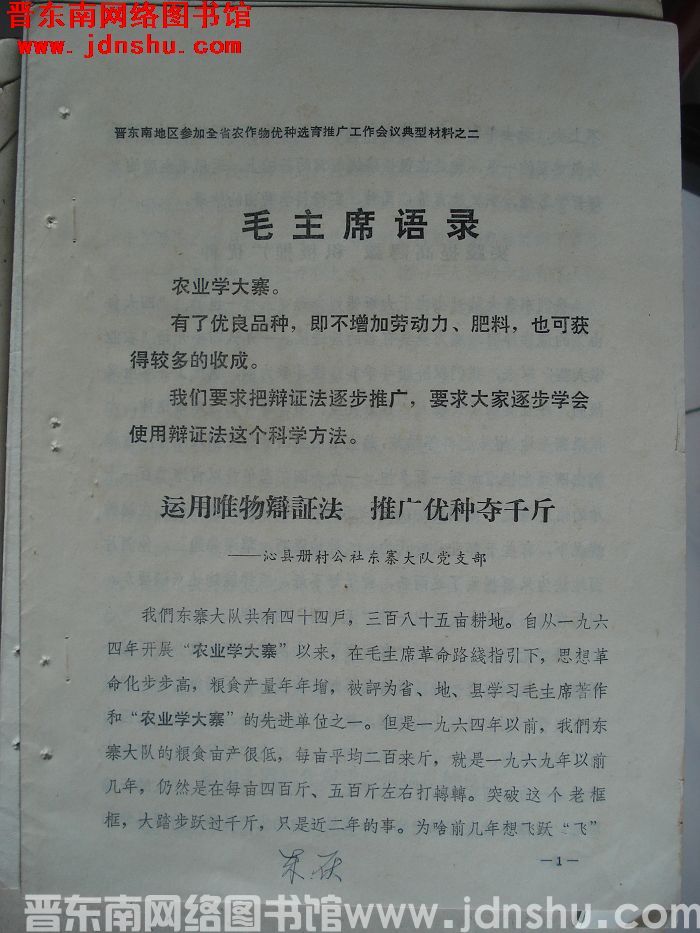 晋东南网络图书馆
www.jdnshu.com
晋东南地区参加全省农作物优种选育推广工作会议典型材料之二
毛主席语录
农业学大寨。
有了优良品种，即不增加劳动力、肥料，也可获
得较多的收成。
我们要求把辩证法逐步推广，要求大家逐步学会
使用辩证法这个科学方法。
运用唯物辯証法　推广优种夺千斤
——沁县册村公社东寨大队党支部
我們东寨大队共有四十四戶，三百八十五亩耕地。自从一九六
四年开展“农业学大寨”以来，在毛主席革命路綫指引下，思想革
命化步步高，粮食产量年年增，被評为省、地、县学习毛主席著作
和“农业学大寨”的先进单位之一。但是一九六四年以前，我們东
寨大队的粮食亩产很低，每亩平均二百来斤，就是一九六九年以前
几年，仍然是在每亩四百斤、五百斤左右打轉轉。突破这个老框
框，大踏步跃过千斤，只是近二年的事。为啥前几年想飞跃“飞”
—1—
晋东南网络图书馆 www.jdnshu.com